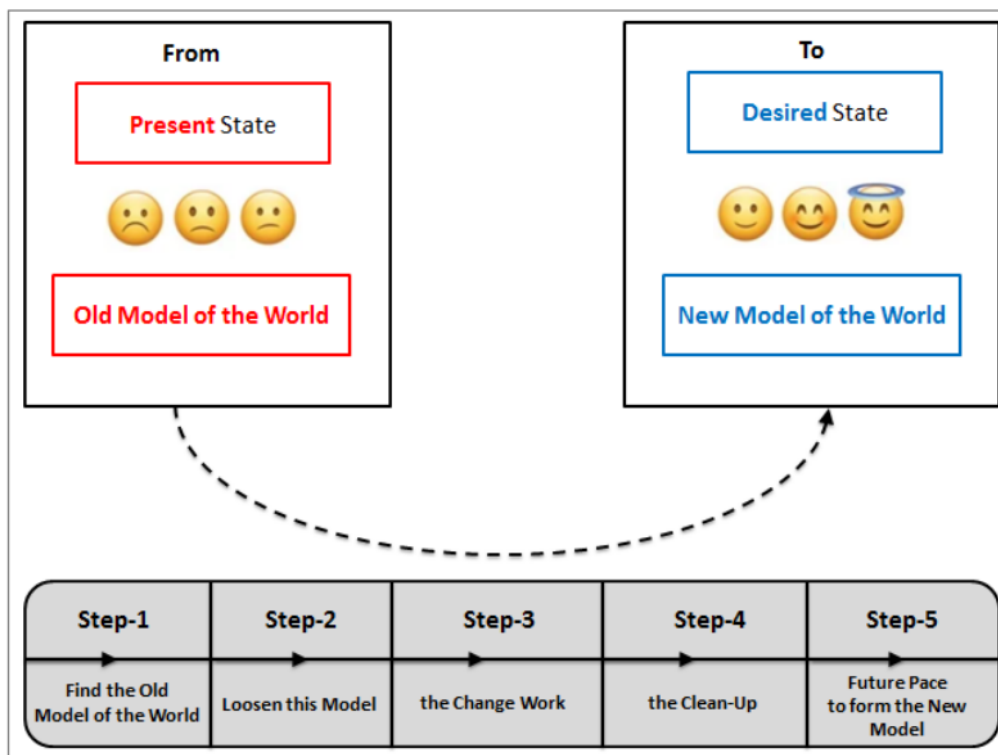 From
Present State
Old Model of the World
To
Desired State
New Model of the World
Step-1
Step-2
Step-3
Step-4
Step-5
Find the Old
Model of the World
Loosen this Model
the Change Work
the Clean-Up
Future Pace
to form the New
Model